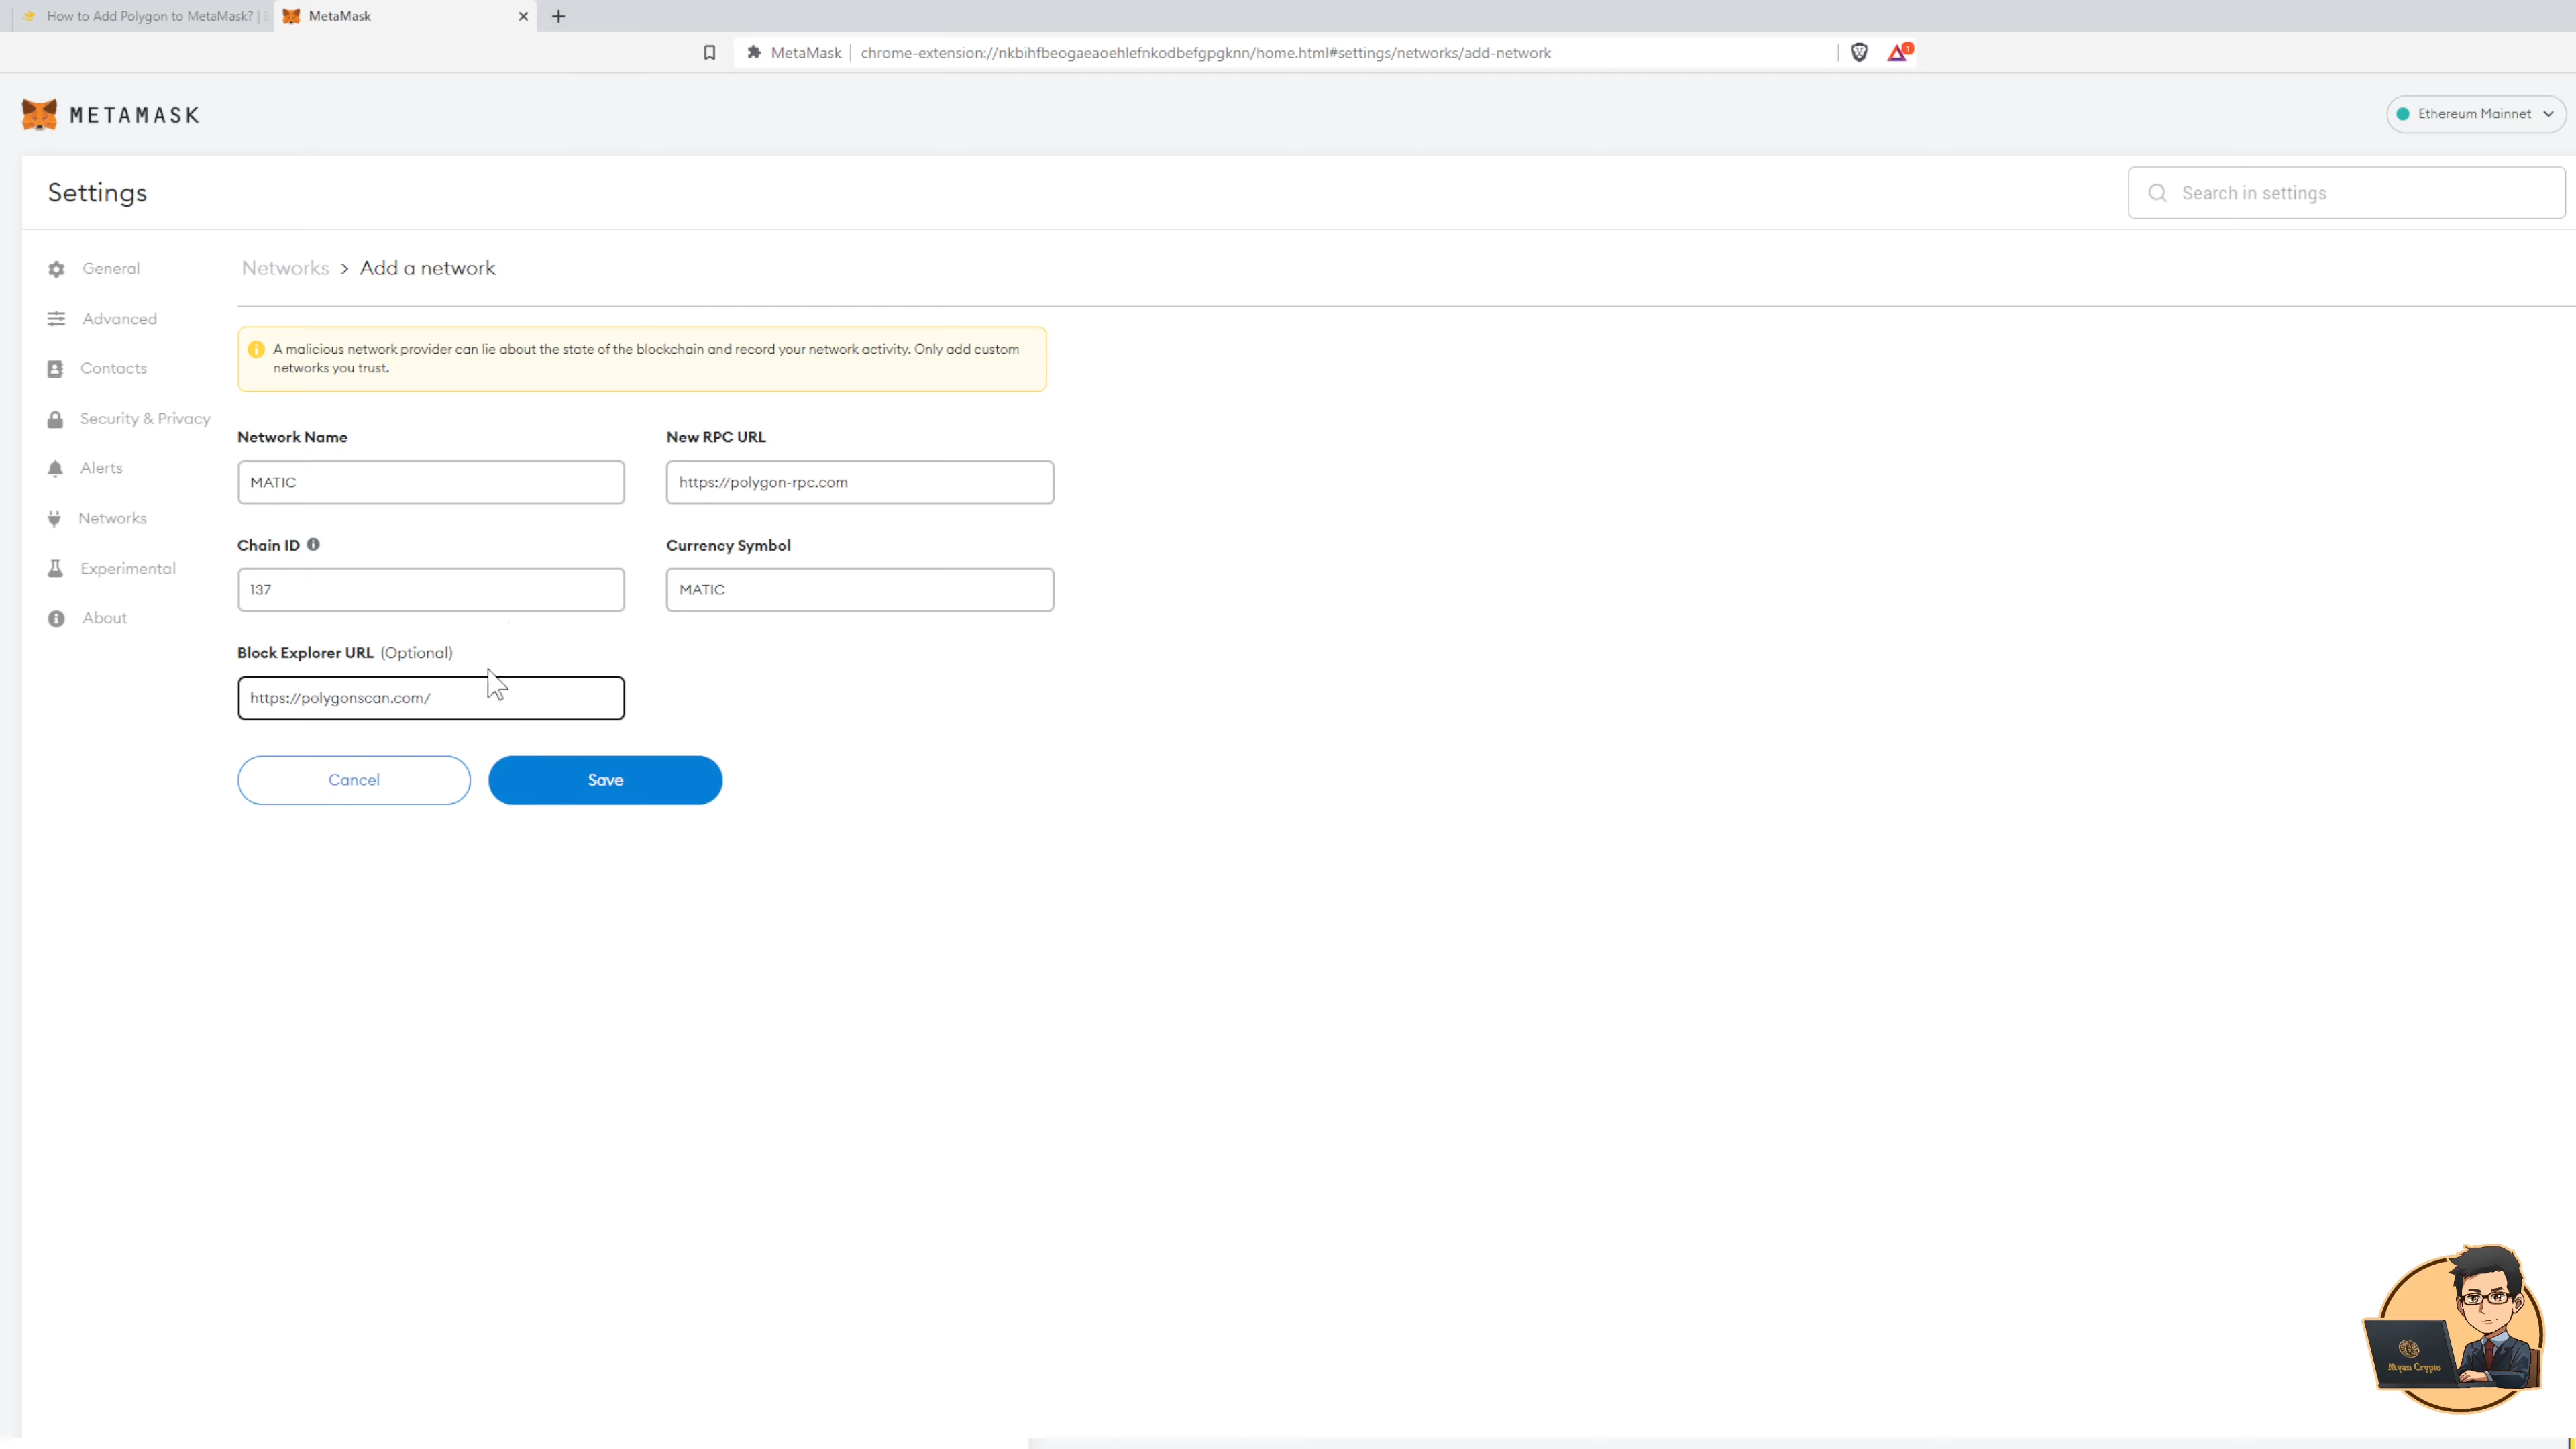 How to Add Polygon to MetaMask? |
MetaMask
MetaMask
chrome-extension://nkbihfbeogaeaoehlefnkodbefgpgknn/home.html#settings/networks/add-network
1
METAMASK
Ethereum Mainnet
Settings
Search in settings
General
Advanced
Contacts
Security & Privacy
Alerts
Networks
Experimental
About
Networks > Add a network
A malicious network provider can lie about the state of the blockchain and record your network activity. Only add custom
networks you trust.
Network Name
New RPC URL
MATIC
https://polygon-rpc.com
Chain ID
Currency Symbol
137
MATIC
Block Explorer URL (Optional)
https://polygonscan.com/
Cancel
Save
Myan Crypto